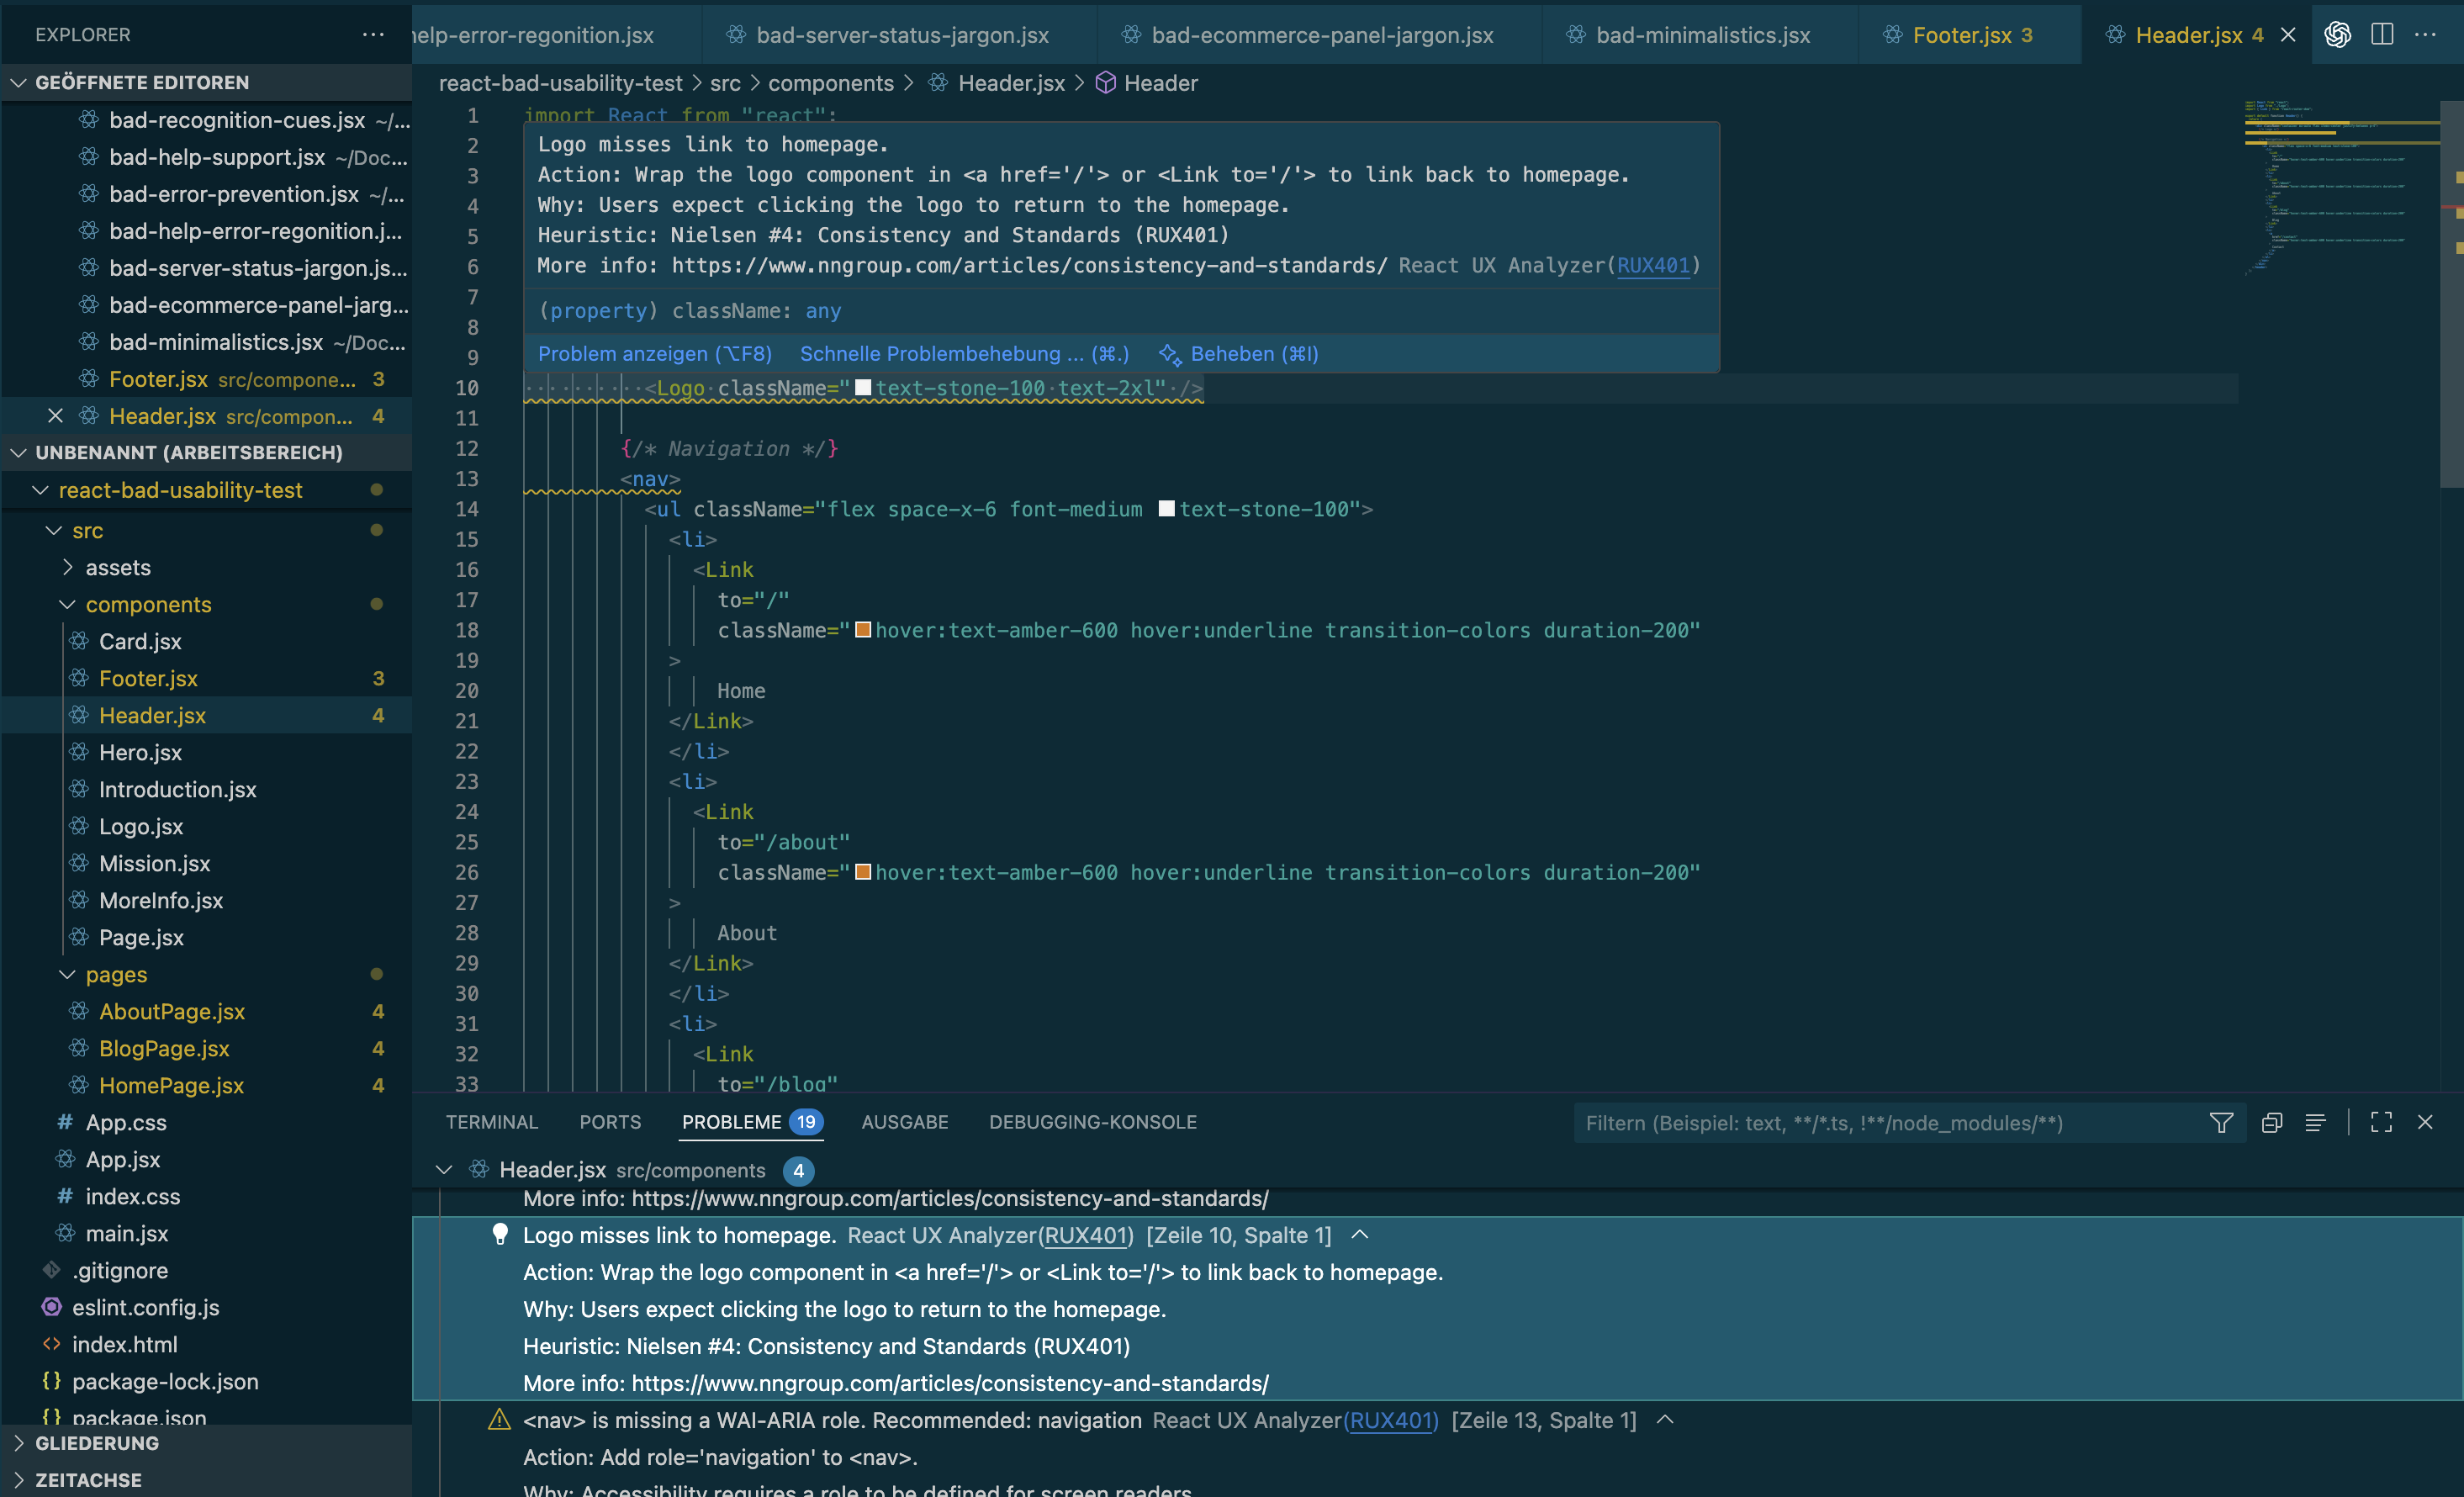 EXPLORER
GEÖFFNETE EDITOREN
bad-recognition-cues.jsx ~/...
bad-help-support.jsx ~/Doc...
bad-error-prevention.jsx ~/...
bad-help-error-regonition.j...
bad-server-status-jargon.js...
bad-ecommerce-panel-jarg...
bad-minimalistics.jsx ~/Doc...
Footer.jsx src/compone... 3
Header.jsx src/compon... 4
UNBENANNT (ARBEITSBEREICH)
react-bad-usability-test
src
assets
components
Card.jsx
Footer.jsx 3
Header.jsx 4
Hero.jsx
Introduction.jsx
Logo.jsx
Mission.jsx
MoreInfo.jsx
Page.jsx
pages
AboutPage.jsx 4
BlogPage.jsx 4
HomePage.jsx 4
# App.css
App.jsx
# index.css
main.jsx
.gitignore
eslint.config.js
<> index.html
{} package-lock.json
{} package.json
GLIEDERUNG
ZEITACHSE
help-error-regonition.jsx
bad-server-status-jargon.jsx
bad-ecommerce-panel-jargon.jsx
bad-minimalistics.jsx
Footer.jsx 3
Header.jsx 4
react-bad-usability-test > src > components > Header.jsx > Header
1 import React from "react";
2
3
4
5
6
7
8
9
Logo misses link to homepage.
Action: Wrap the logo component in <a href='/'> or <Link to='/'> to link back to homepage.
Why: Users expect clicking the logo to return to the homepage.
Heuristic: Nielsen #4: Consistency and Standards (RUX401)
More info: https://www.nngroup.com/articles/consistency-and-standards/ React UX Analyzer(RUX401)
(property) className: any
Problem anzeigen (⌥F8) Schnelle Problembehebung ... (⌘.) Beheben (⌘I)
10 <Logo className="text-stone-100 text-2xl" />
11
12 {/* Navigation */}
13 <nav>
14 <ul className="flex space-x-6 font-medium text-stone-100">
15 <li>
16 <Link
17 to="/"
18 className="hover:text-amber-600 hover:underline transition-colors duration-200"
19 >
20 Home
21 </Link>
22 </li>
23 <li>
24 <Link
25 to="/about"
26 className="hover:text-amber-600 hover:underline transition-colors duration-200"
27 >
28 About
29 </Link>
30 </li>
31 <li>
32 <Link
33 to="/blog"
TERMINAL PORTS PROBLEME 19 AUSGABE DEBUGGING-KONSOLE
Filtern (Beispiel: text, **/*.ts, !**/node_modules/**)
Header.jsx src/components 4
More info: https://www.nngroup.com/articles/consistency-and-standards/
Logo misses link to homepage. React UX Analyzer(RUX401) [Zeile 10, Spalte 1]
Action: Wrap the logo component in <a href='/'> or <Link to='/'> to link back to homepage.
Why: Users expect clicking the logo to return to the homepage.
Heuristic: Nielsen #4: Consistency and Standards (RUX401)
More info: https://www.nngroup.com/articles/consistency-and-standards/
<nav> is missing a WAI-ARIA role. Recommended: navigation React UX Analyzer(RUX401) [Zeile 13, Spalte 1]
Action: Add role='navigation' to <nav>.
Why: Accessibility requires a role to be defined for screen readers.